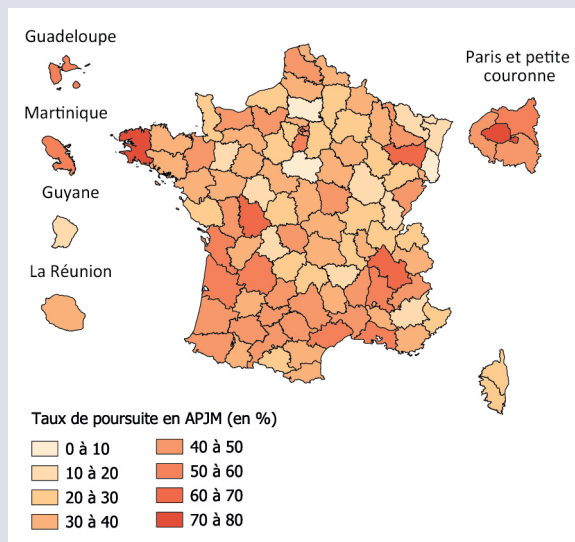 Guadeloupe
Paris et petite
couronne
Martinique
Guyane
La Réunion
Taux de poursuite en APJM (en %)
0 à 10
10 à 20
20 à 30
30 à 40
40 à 50
50 à 60
60 à 70
70 à 80